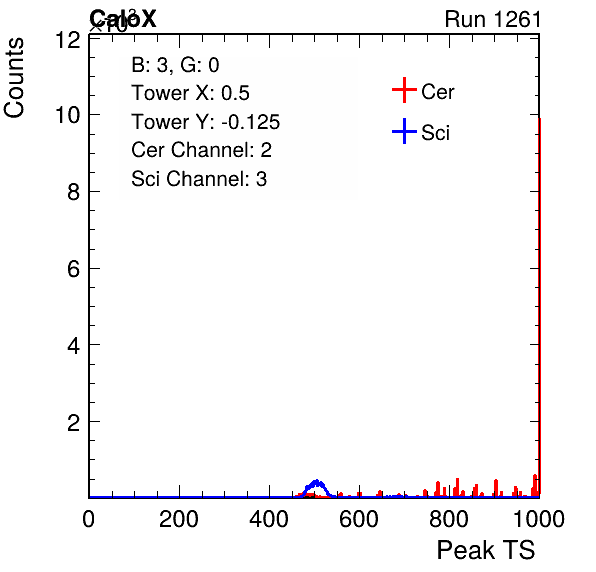 CaloX
×10³
Run 1261
Counts
12
10
8
6
4
2
B: 3, G: 0
Tower X: 0.5
Tower Y: -0.125
Cer Channel: 2
Sci Channel: 3
Cer
Sci
0 200 400 600 800 1000
Peak TS